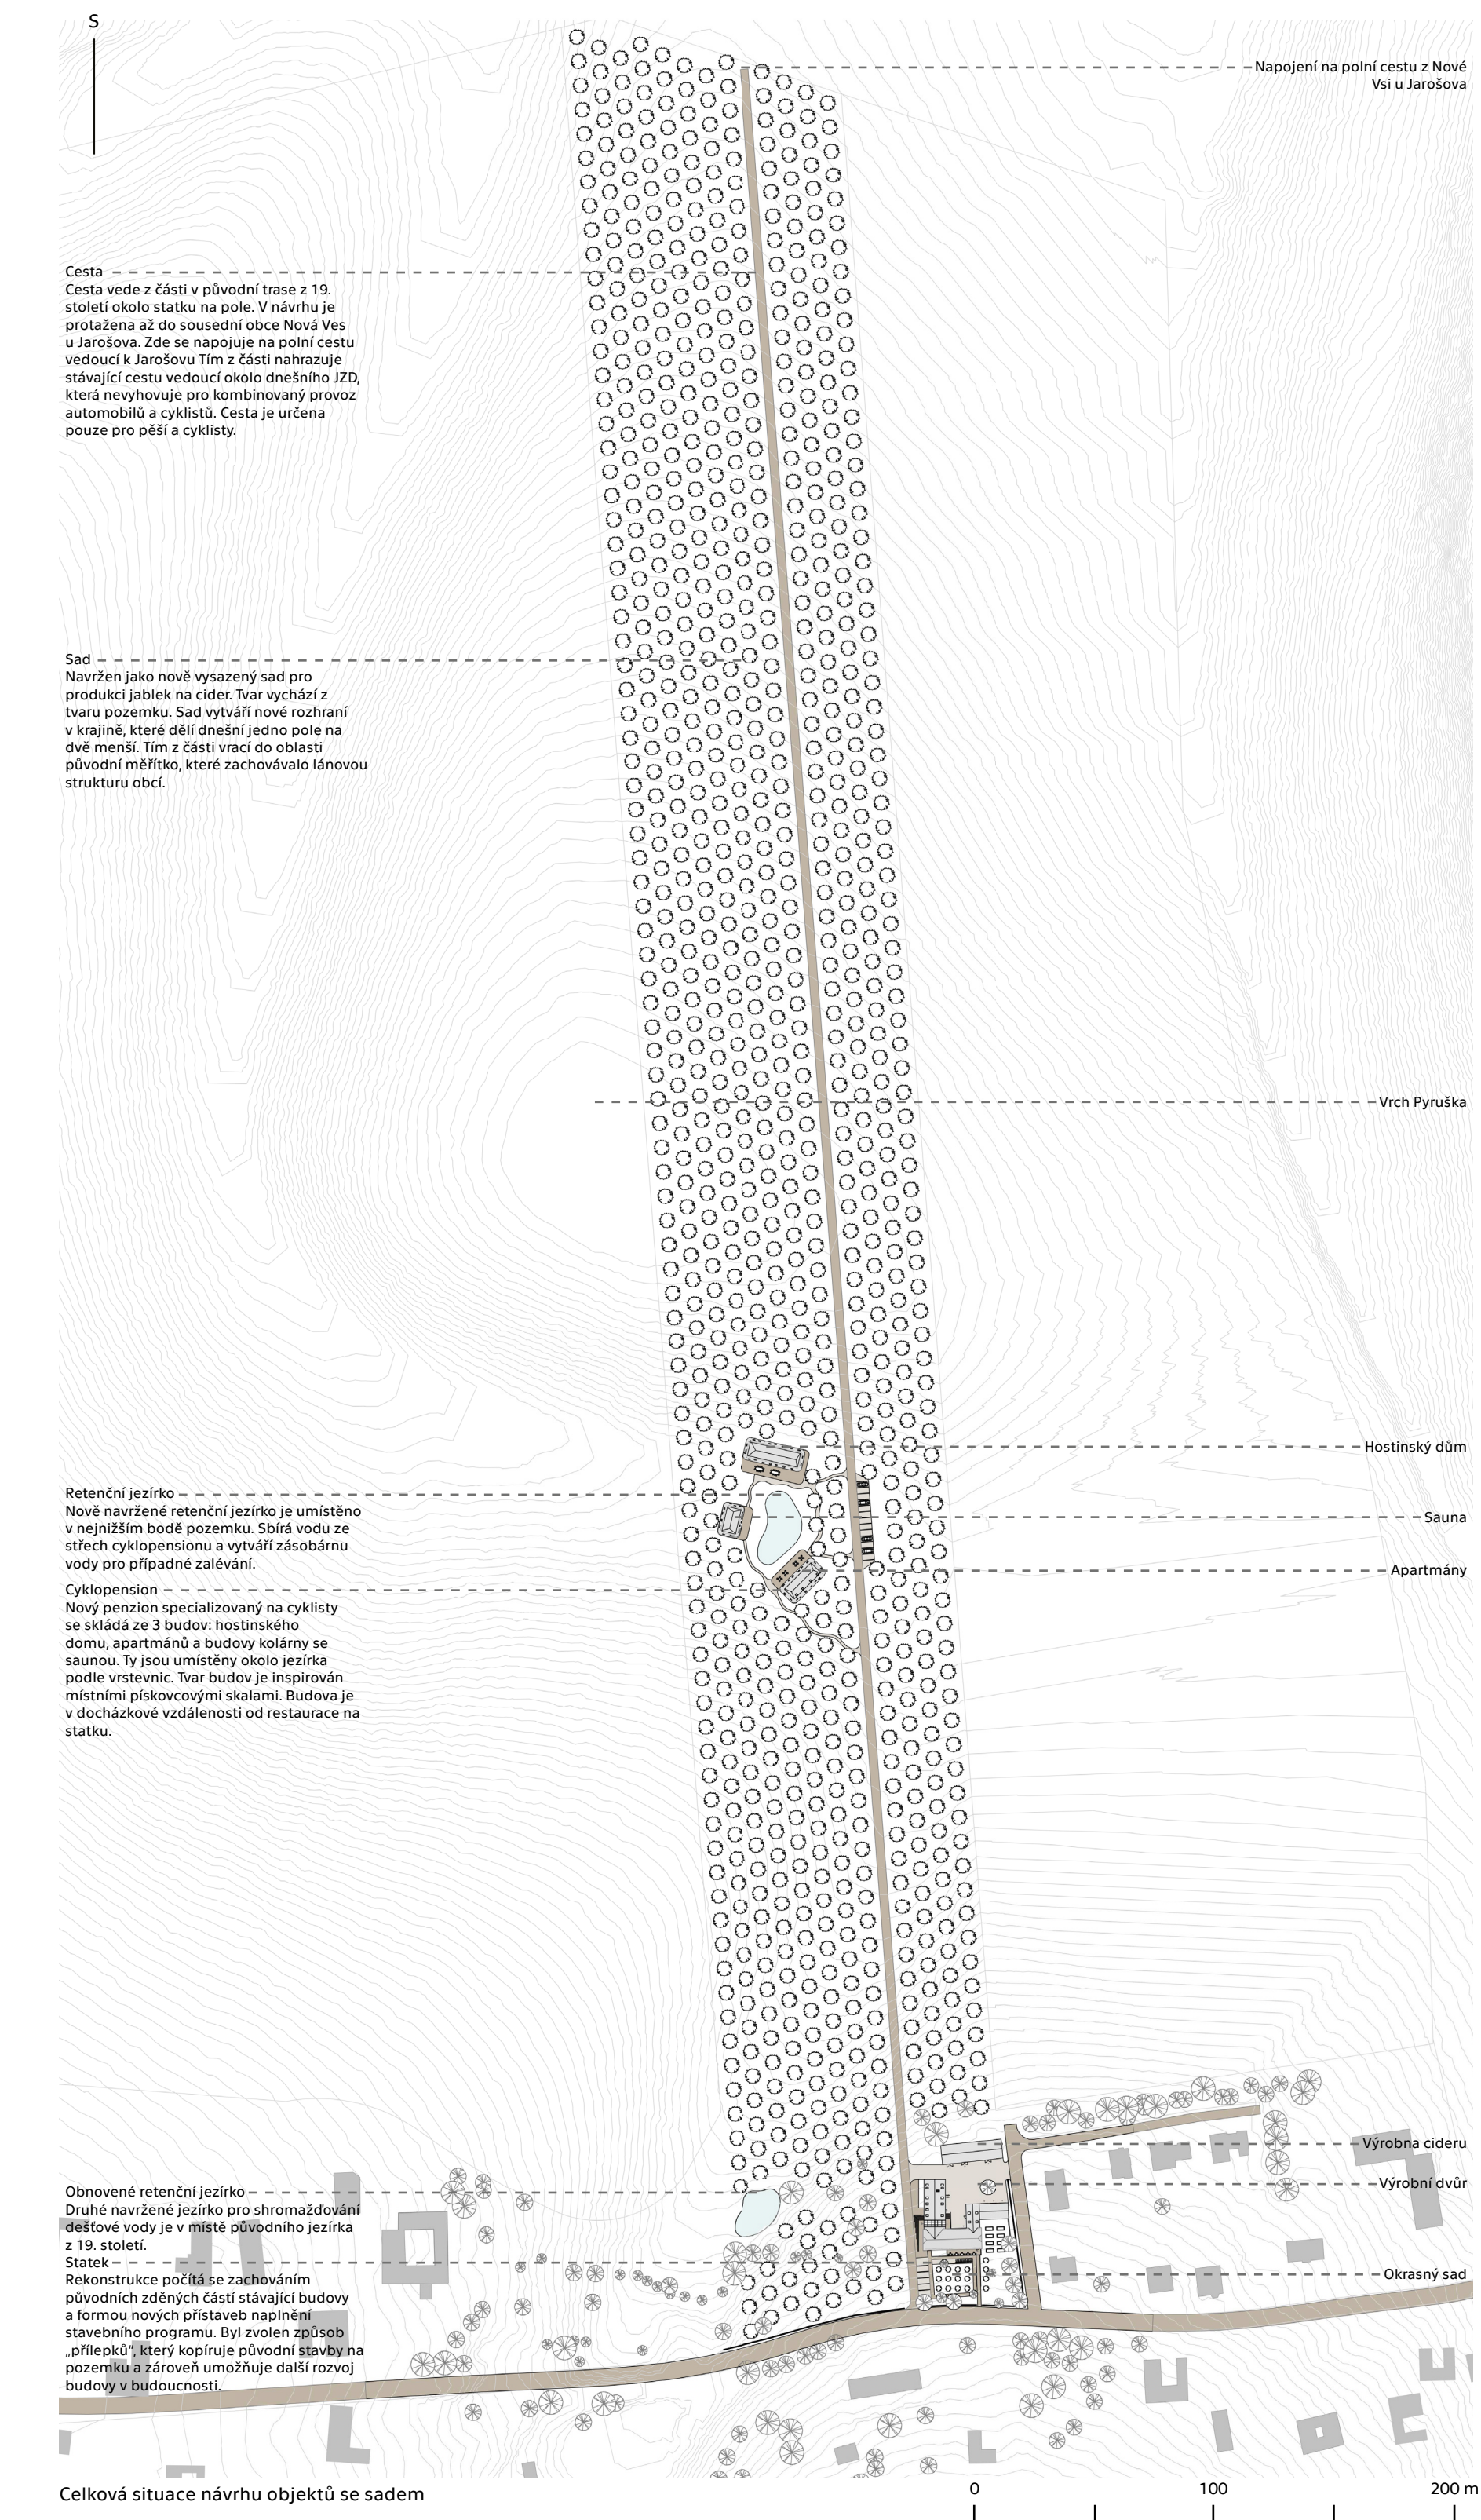 S
Napojení na polní cestu z Nové
Vsi u Jarošova
Cesta
Cesta vede z části v původní trase z 19.
století okolo statku na pole. V návrhu je
protažena až do sousední obce Nová Ves
u Jarošova. Zde se napojuje na polní cestu
vedoucí k Jarošovu Tím z části nahrazuje
stávající cestu vedoucí okolo dnešního JZD,
která nevyhovuje pro kombinovaný provoz
automobilů a cyklistů. Cesta je určena
pouze pro pěší a cyklisty.
Sad
Navržen jako nově vysazený sad pro
produkci jablek na cider. Tvar vychází z
tvaru pozemku. Sad vytváří nové rozhraní
v krajině, které dělí dnešní jedno pole na
dvě menší. Tím z části vrací do oblasti
původní měřítko, které zachovávalo lánovou
strukturu obcí.
Vrch Pyruška
Hostinský dům
Retenční jezírko
Nově navržené retenční jezírko je umístěno
v nejnižším bodě pozemku. Sbírá vodu ze
střech cyklopensionu a vytváří zásobárnu
vody pro případné zalévání.
Sauna
Apartmány
Cyklopension
Nový penzion specializovaný na cyklisty
se skládá ze 3 budov: hostinského
domu, apartmánů a budovy kolárny se
saunou. Ty jsou umístěny okolo jezírka
podle vrstevnic. Tvar budov je inspirován
místními pískovcovými skalami. Budova je
v docházkové vzdálenosti od restaurace na
statku.
Výrobna cideru
Výrobní dvůr
Obnovené retenční jezírko
Druhé navržené jezírko pro shromažďování
dešťové vody je v místě původního jezírka
z 19. století.
Statek
Rekonstrukce počítá se zachováním
původních zděných částí stávající budovy
a formou nových přístaveb naplnění
stavebního programu. Byl zvolen způsob
„přílepků“, který kopíruje původní stavby na
pozemku a zároveň umožňuje další rozvoj
budovy v budoucnosti.
Okrasný sad
Celková situace návrhu objektů se sadem
0 100 200 m